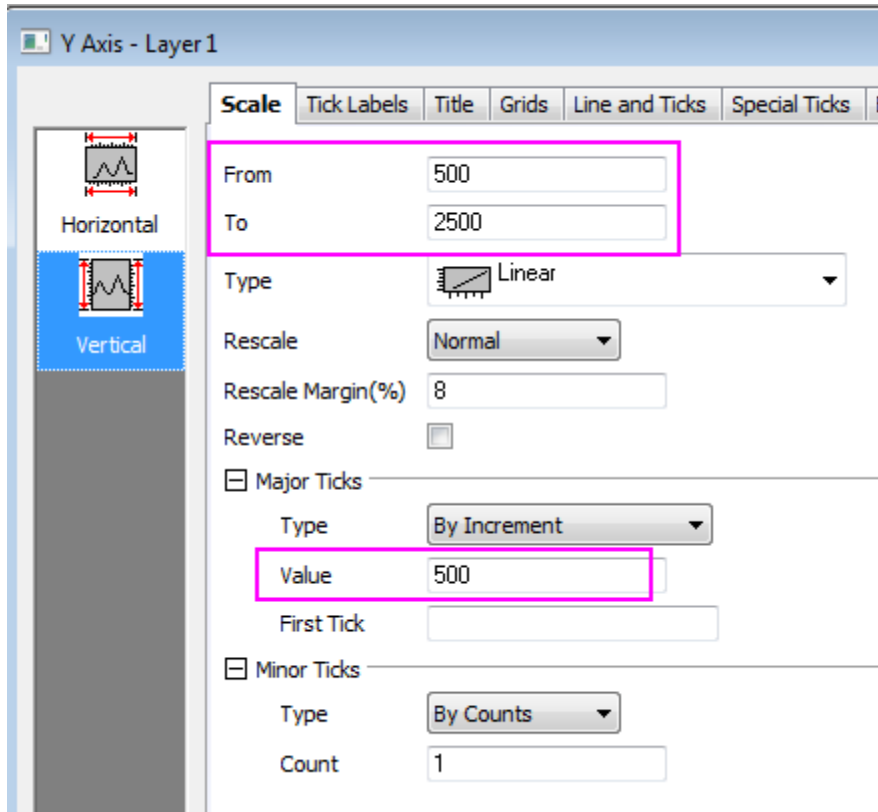 Y Axis - Layer 1
Scale Tick Labels Title Grids Line and Ticks Special Ticks
Horizontal
Vertical
From 500
To 2500
Type Linear
Rescale Normal
Rescale Margin(%) 8
Reverse
Major Ticks
Type By Increment
Value 500
First Tick
Minor Ticks
Type By Counts
Count 1